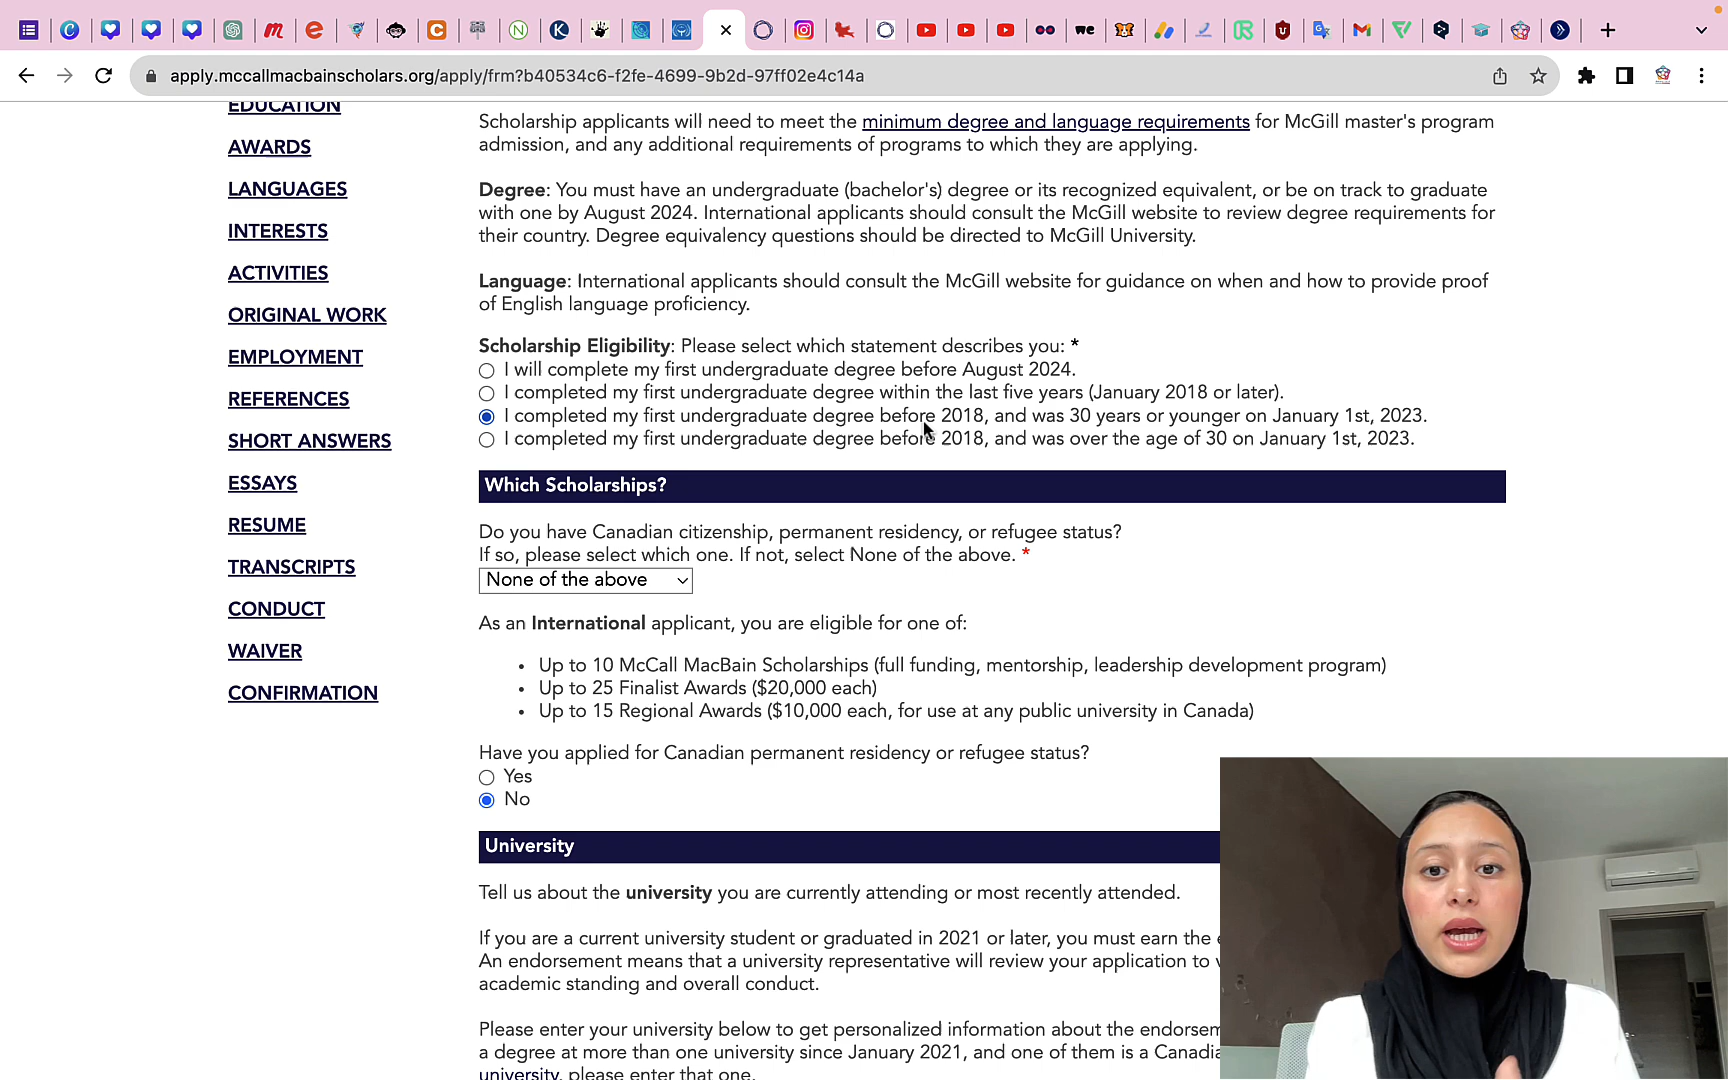 apply.mccallmacbainscholars.org/apply/frm?b40534c6-f2fe-4699-9b2d-97ff02e4c14a
EDUCATION
AWARDS
LANGUAGES
INTERESTS
ACTIVITIES
ORIGINAL WORK
EMPLOYMENT
REFERENCES
SHORT ANSWERS
ESSAYS
RESUME
TRANSCRIPTS
CONDUCT
WAIVER
CONFIRMATION
Scholarship applicants will need to meet the minimum degree and language requirements for McGill master's program
admission, and any additional requirements of programs to which they are applying.
Degree: You must have an undergraduate (bachelor's) degree or its recognized equivalent, or be on track to graduate
with one by August 2024. International applicants should consult the McGill website to review degree requirements for
their country. Degree equivalency questions should be directed to McGill University.
Language: International applicants should consult the McGill website for guidance on when and how to provide proof
of English language proficiency.
Scholarship Eligibility: Please select which statement describes you: *
I will complete my first undergraduate degree before August 2024.
I completed my first undergraduate degree within the last five years (January 2018 or later).
I completed my first undergraduate degree before 2018, and was 30 years or younger on January 1st, 2023.
I completed my first undergraduate degree before 2018, and was over the age of 30 on January 1st, 2023.
Which Scholarships?
Do you have Canadian citizenship, permanent residency, or refugee status?
If so, please select which one. If not, select None of the above. *
None of the above
As an International applicant, you are eligible for one of:
• Up to 10 McCall MacBain Scholarships (full funding, mentorship, leadership development program)
• Up to 25 Finalist Awards ($20,000 each)
• Up to 15 Regional Awards ($10,000 each, for use at any public university in Canada)
Have you applied for Canadian permanent residency or refugee status?
Yes
No
University
Tell us about the university you are currently attending or most recently attended.
If you are a current university student or graduated in 2021 or later, you must earn the
An endorsement means that a university representative will review your application to
academic standing and overall conduct.
Please enter your university below to get personalized information about the
a degree at more than one university since January 2021, and one of them is a
university, please enter that one.